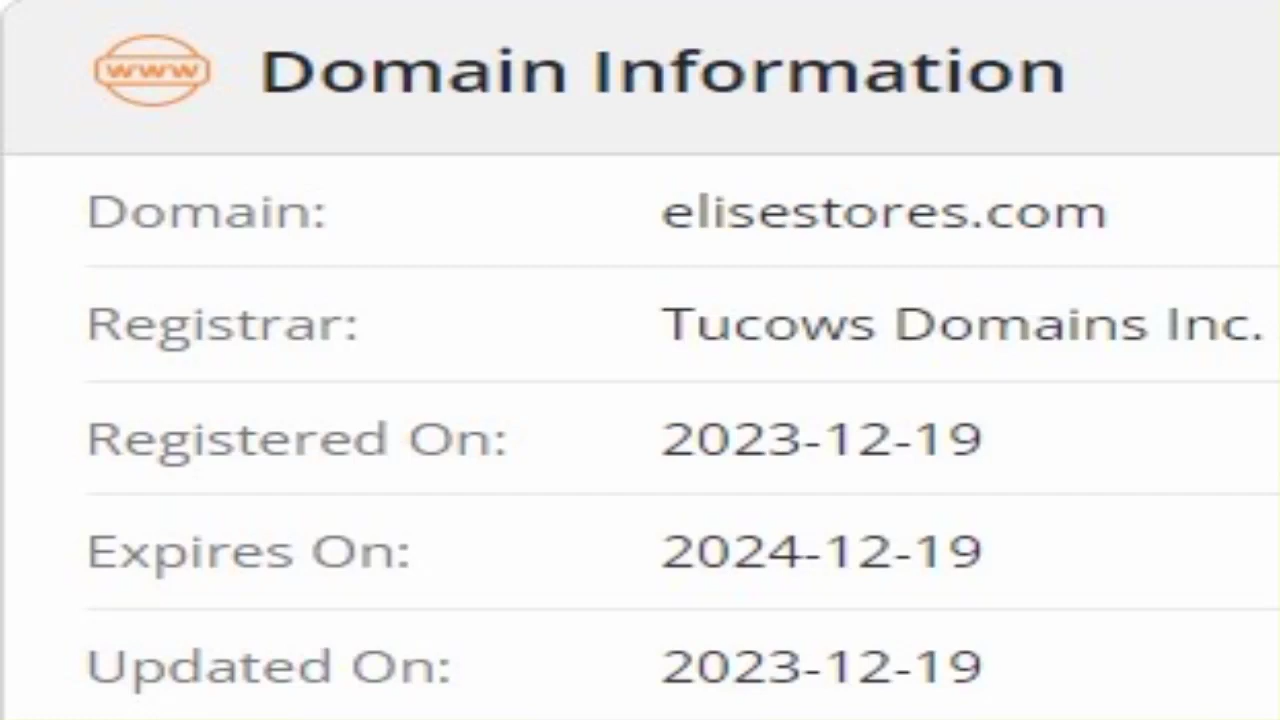 www
Domain Information
Domain: elisestores.com
Registrar: Tucows Domains Inc.
Registered On: 2023-12-19
Expires On: 2024-12-19
Updated On: 2023-12-19